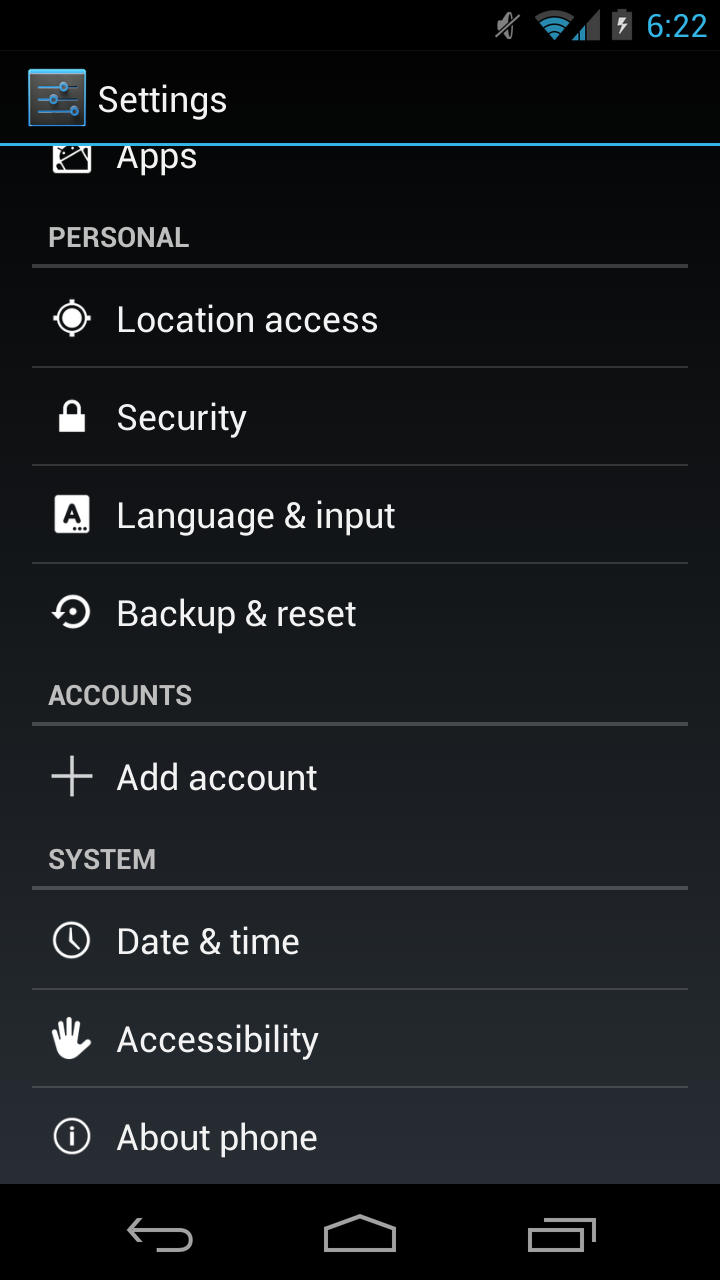 6:22
Settings
Apps
PERSONAL
Location access
Security
Language & input
Backup & reset
ACCOUNTS
Add account
SYSTEM
Date & time
Accessibility
About phone